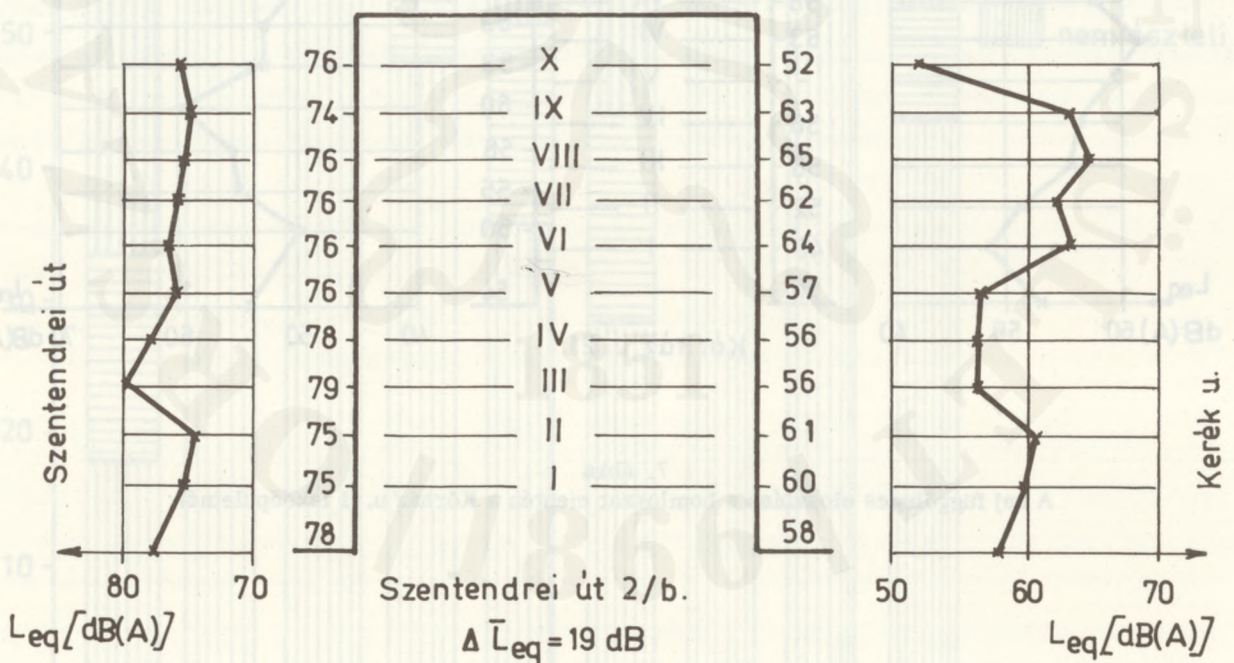 76 X 52
74 IX 63
76 VIII 65
76 VII 62
76 VI 64
76 V 57
78 IV 56
79 III 56
75 II 61
75 I 60
78 58
Szentendrei út
Kerék u.
80 70
50 60 70
Szentendrei út 2/b.
L eq [dB(A)]
Δ L̄ eq = 19 dB
L eq [dB(A)]